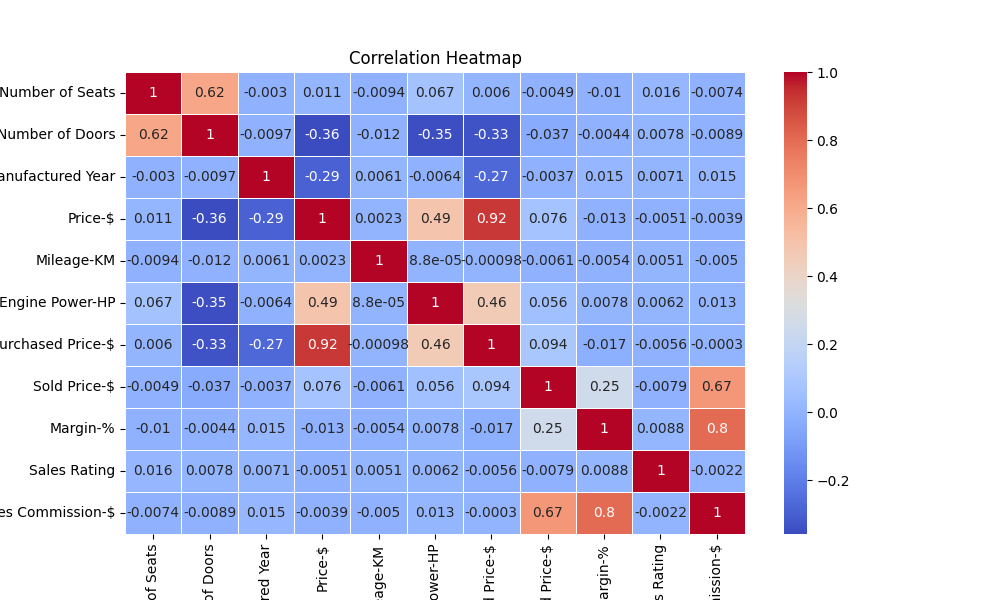 Correlation Heatmap
Number of Seats 1 0.62 -0.003 0.011 -0.0094 0.067 0.006 -0.0049 -0.01 0.016 -0.0074
Number of Doors 0.62 1 -0.0097 -0.36 -0.012 -0.35 -0.33 -0.037 -0.0044 0.0078 -0.0089
anufactured Year -0.003 -0.0097 1 -0.29 0.0061 -0.0064 -0.27 -0.0037 0.015 0.0071 0.015
Price-$ 0.011 -0.36 -0.29 1 0.0023 0.49 0.92 0.076 -0.013 -0.0051 -0.0039
Mileage-KM -0.0094 -0.012 0.0061 0.0023 1 8.8e-05 -0.00098 -0.0061 -0.0054 0.0051 -0.005
Engine Power-HP 0.067 -0.35 -0.0064 0.49 8.8e-05 1 0.46 0.056 0.0078 0.0062 0.013
urchased Price-$ 0.006 -0.33 -0.27 0.92 -0.00098 0.46 1 0.094 -0.017 -0.0056 -0.0003
Sold Price-$ -0.0049 -0.037 -0.0037 0.076 -0.0061 0.056 0.094 1 0.25 -0.0079 0.67
Margin-% -0.01 -0.0044 0.015 -0.013 -0.0054 0.0078 -0.017 0.25 1 0.0088 0.8
Sales Rating 0.016 0.0078 0.0071 -0.0051 0.0051 0.0062 -0.0056 -0.0079 0.0088 1 -0.0022
es Commission-$ -0.0074 -0.0089 0.015 -0.0039 -0.005 0.013 -0.0003 0.67 0.8 -0.0022 1
of Seats
of Doors
red Year
Price-$
age-KM
ower-HP
d Price-$
d Price-$
argin-%
s Rating
nission-$
1.0
0.8
0.6
0.4
0.2
0.0
−0.2